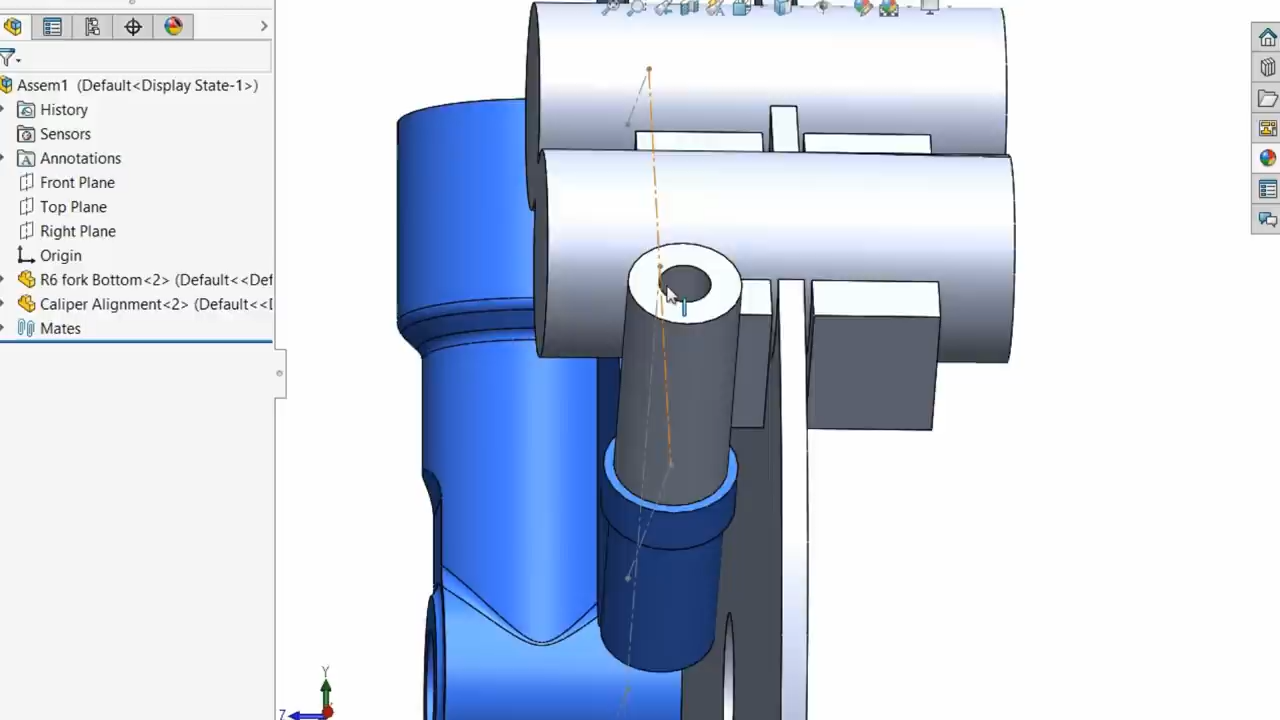 Assem1 (Default<Display State-1>)
History
Sensors
Annotations
Front Plane
Top Plane
Right Plane
Origin
R6 fork Bottom<2> (Default<<Def
Caliper Alignment<2> (Default<<D
Mates
Y
Z